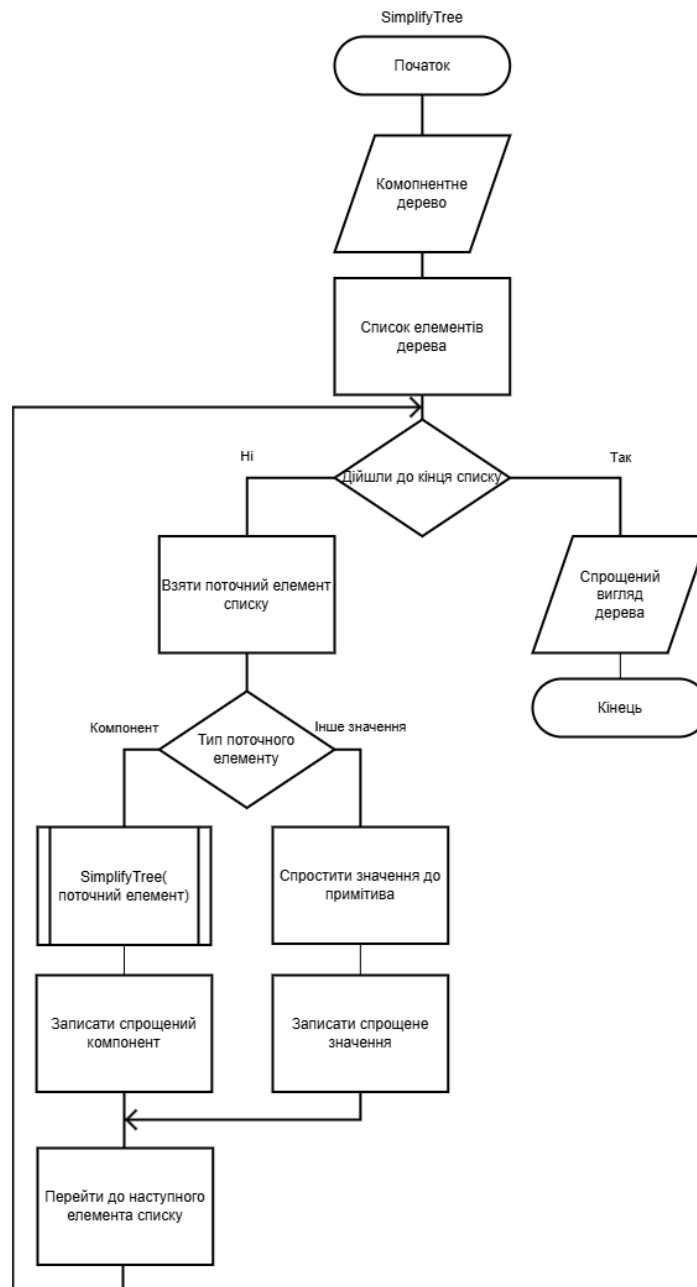 SimplifyTree
Початок
Комопнентне
дерево
Список елементів
дерева
Ні
Так
Дійшли до кінця списку
Взяти поточний елемент
списку
Спрощений
вигляд
дерева
Кінець
Компонент
Інше значення
Тип поточного
елементу
SimplifyTree(
поточний елемент)
Спростити значення до
примітива
Записати спрощений
компонент
Записати спрощене
значення
Перейти до наступного
елемента списку